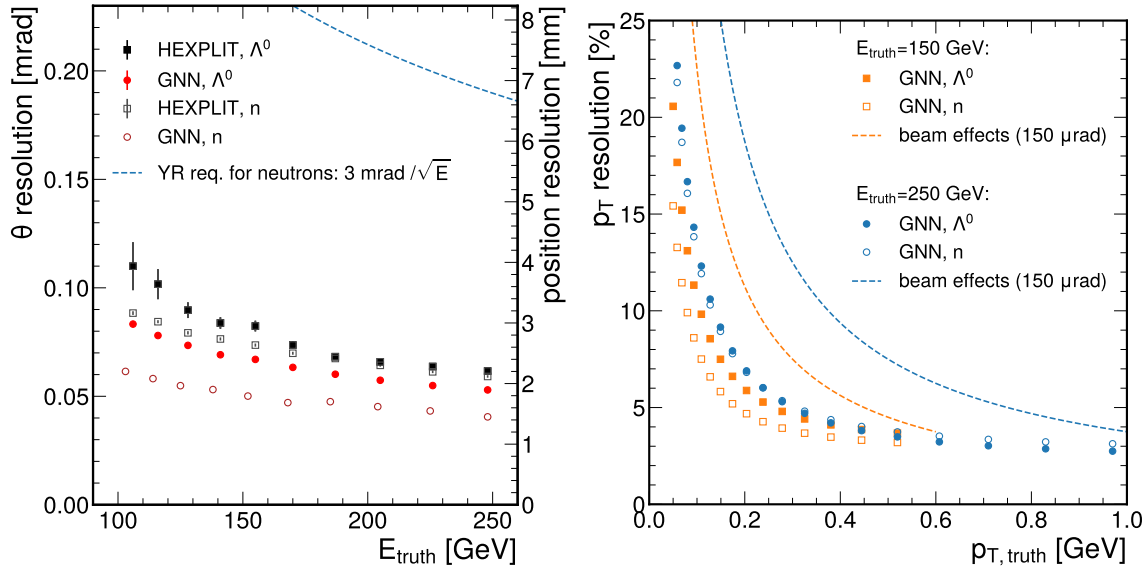 θ resolution [mrad]
0.00
0.05
0.10
0.15
0.20
HEXPLIT, Λ⁰
GNN, Λ⁰
HEXPLIT, n
GNN, n
YR req. for neutrons: 3 mrad /√E
100
150
200
250
E_truth [GeV]
position resolution [mm]
0
1
2
3
4
5
6
7
8
p_T resolution [%]
0
5
10
15
20
25
E_truth=150 GeV:
GNN, Λ⁰
GNN, n
beam effects (150 μrad)
E_truth=250 GeV:
GNN, Λ⁰
GNN, n
beam effects (150 μrad)
0.0
0.2
0.4
0.6
0.8
1.0
p_T, truth [GeV]